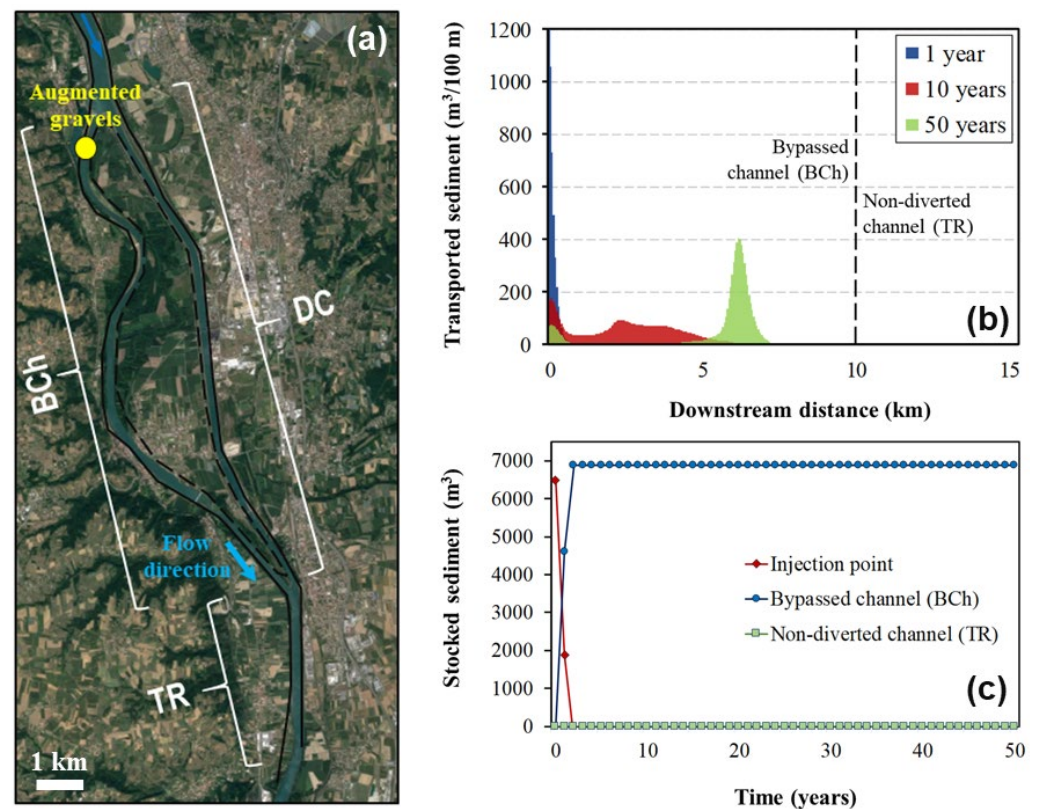 (a)
Augmented
gravels
DC
BCh
Flow
direction
TR
1 km
Transported sediment (m³/100 m)
1200
1000
800
600
400
200
0
1 year
10 years
50 years
Bypassed
channel (BCh)
Non-diverted
channel (TR)
(b)
0
5
10
15
Downstream distance (km)
Stocked sediment (m³)
7000
6000
5000
4000
3000
2000
1000
0
Injection point
Bypassed channel (BCh)
Non-diverted channel (TR)
(c)
0
10
20
30
40
50
Time (years)